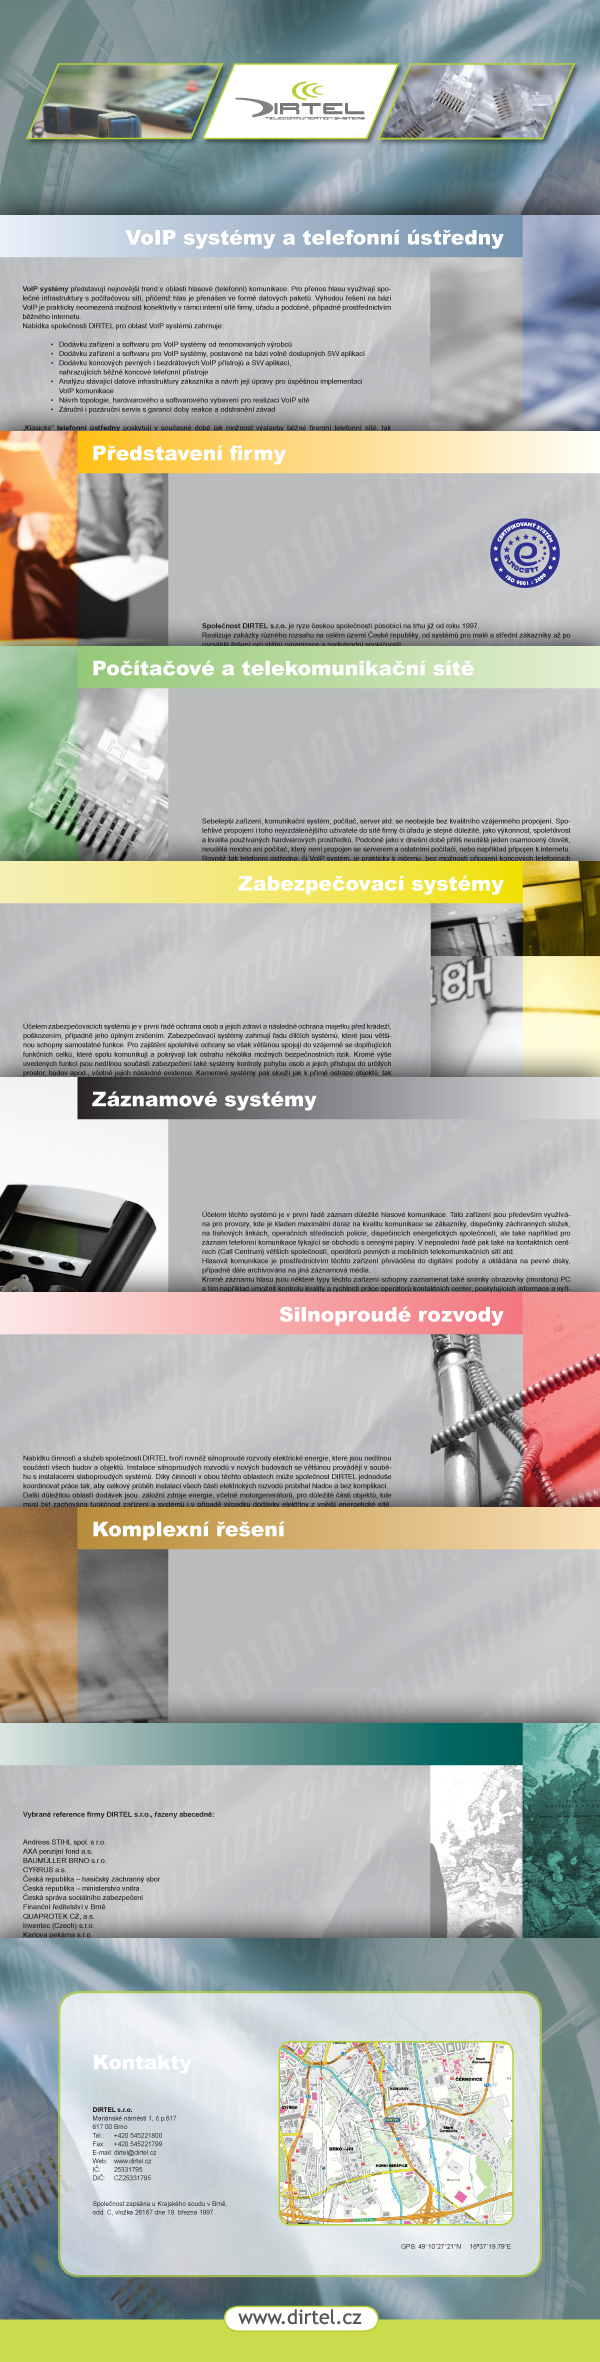 DIRTEL
TELECOMMUNICATION SYSTEMS
VoIP systémy a telefonní ústředny
VoIP systémy představují nejnovější trend v oblasti hlasové (telefonní) komunikace. Pro přenos hlasu využívají spo-
lečné infrastruktury s počítačovou sítí, přičemž hlas je přenášen ve formě datových paketů. Výhodou řešení na bázi
VoIP je prakticky neomezená možnost konektivity v rámci interní sítě firmy, úřadu a podobně, případně prostřednictvím
běžného internetu.
Nabídka společnosti DIRTEL pro oblast VoIP systémů zahrnuje:
• Dodávku zařízení a softwaru pro VoIP systémy od renomovaných výrobců
• Dodávku zařízení a softwaru pro VoIP systémy, postavené na bázi volně dostupných SW aplikací
• Dodávku koncových pevných i bezdrátových VoIP přístrojů a SW aplikací,
nahrazujících běžné koncové telefonní přístroje
• Analýzu stávající datové infrastruktury zákazníka a návrh její úpravy pro úspěšnou implementaci
VoIP komunikace
• Návrh topologie, hardwarového a softwarového vybavení pro realizaci VoIP sítě
• Záruční i pozáruční servis s garancí doby reakce a odstranění závad
„Klasické“ telefonní ústředny poskytují v současné době jak možnost výstavby běžné firemní telefonní sítě, tak
Představení firmy
CERTIFIKOVANÝ SYSTÉM
EUROCERT
ISO 9001 : 2000
Společnost DIRTEL s.r.o. je ryze českou společností působící na trhu již od roku 1997.
Realizuje zakázky různého rozsahu na celém území České republiky, od systémů pro malé a střední zákazníky až po
rozsáhlá řešení pro státní organizace a nadnárodní společnosti.
Počítačové a telekomunikační sítě
Sebelepší zařízení, komunikační systém, počítač, server atd. se neobejde bez kvalitního vzájemného propojení. Spo-
lehlivé propojení i toho nejvzdálenějšího uživatele do sítě firmy či úřadu je stejně důležité, jako výkonnost, spolehlivost
a kvalita používaných hardwarových prostředků. Podobně jako v dnešní době příliš neudělá jeden osamocený člověk,
neudělá mnoho ani počítač, který není propojen se serverem a ostatními počítači, nebo například připojen k internetu.
Rovněž tak telefonní ústředna, či VoIP systém, je prakticky k ničemu, bez možnosti připojení koncových telefonních
Zabezpečovací systémy
18H
Účelem zabezpečovacích systémů je v první řadě ochrana osob a jejich zdraví a následně ochrana majetku před krádeží,
poškozením, případně jeho úplným zničením. Zabezpečovací systémy zahrnují řadu dílčích systémů, které jsou větši-
nou schopny samostatné funkce. Pro zajištění spolehlivé ochrany se však většinou spojují do vzájemně se doplňujících
funkčních celků, které spolu komunikují a pokrývají tak ostrahu několika možných bezpečnostních rizik. Kromě výše
uvedených funkcí jsou nedílnou součástí zabezpečení také systémy kontroly pohybu osob a jejich přístupu do určitých
prostor, budov apod., včetně jejich následné evidence. Kamerové systémy pak slouží jak k přímé ostraze objektů, tak
Záznamové systémy
Účelem těchto systémů je v první řadě záznam důležité hlasové komunikace. Tato zařízení jsou především využívá-
na pro provozy, kde je kladen maximální důraz na kvalitu komunikace se zákazníky, dispečinky záchranných složek,
na tísňových linkách, operačních střediscích policie, dispečincích energetických společností, ale také například pro
záznam telefonní komunikace týkající se obchodů s cennými papíry. V neposlední řadě pak také na kontaktních cent-
rech (Call Centrum) větších společností, operátorů pevných a mobilních telekomunikačních sítí atd.
Hlasová komunikace je prostřednictvím těchto zařízení převáděna do digitální podoby a ukládána na pevné disky,
případně dále archivována na jiná záznamová média.
Kromě záznamu hlasu jsou některé typy těchto zařízení schopny zaznamenat také snímky obrazovky (monitoru) PC
a tím například umožnit kontrolu kvality a rychlosti práce operátorů kontaktních center, poskytujících informace a vyři-
Silnoproudé rozvody
Nabídku činností a služeb společnosti DIRTEL tvoří rovněž silnoproudé rozvody elektrické energie, které jsou nedílnou
součástí všech budov a objektů. Instalace silnoproudých rozvodů v nových budovách se většinou provádějí v soubě-
hu s instalacemi slaboproudých systémů. Díky činnosti v obou těchto oblastech může společnost DIRTEL jednoduše
koordinovat práce tak, aby celkový průběh instalací všech částí elektrických rozvodů probíhal hladce a bez komplikací.
Další důležitou oblastí dodávek jsou záložní zdroje energie, včetně motorgenerátorů, pro důležité části objektů, kde
musí být zachována funkčnost zařízení a systémů i v případě výpadku dodávky elektřiny z vnější energetické sítě.
Komplexní řešení
Vybrané reference firmy DIRTEL s.r.o., řazeny abecedně:
Andreas STIHL spol. s r.o.
AXA penzijní fond a.s.
BAUMÜLLER BRNO s.r.o.
CYRRUS a.s.
Česká republika – hasičský záchranný sbor
Česká republika – ministerstvo vnitra
Česká správa sociálního zabezpečení
Finanční ředitelství v Brně
QUAPROTEK CZ, a.s.
Inventec (Czech) s.r.o.
Karlova pekárna s.r.o.
Kontakty
DIRTEL s.r.o.
Mariánské náměstí 1, č.p.617
617 00 Brno
Tel.: +420 545221800
Fax: +420 545221799
E-mail: dirtel@dirtel.cz
Web: www.dirtel.cz
IČ: 25331795
DIČ: CZ25331795
Společnost zapsána u Krajského soudu v Brně,
odd. C, vložka 26167 dne 19. března 1997.
ČERNOVICE
KOMÁROV
BRNO-JIH
HORNÍ HERŠPICE
GPS: 49°10´27°21"N 16°37´19.79"E
www.dirtel.cz